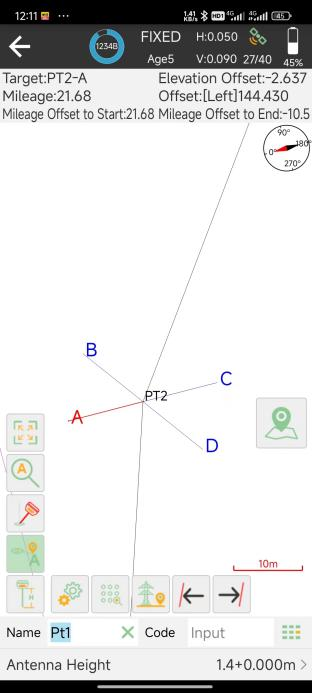 12:11 ··· 1.41 KB/s HD1 4G 4G 45
1234B FIXED H:0.050
Age5 V:0.090 27/40 45%
Target:PT2-A Elevation Offset:-2.637
Mileage:21.68 Offset:[Left]144.430
Mileage Offset to Start:21.68 Mileage Offset to End:-10.5
90°
0° 180°
270°
B
C
PT2
A
D
A
A
H
10m
Name Pt1 Code Input
Antenna Height 1.4+0.000m >